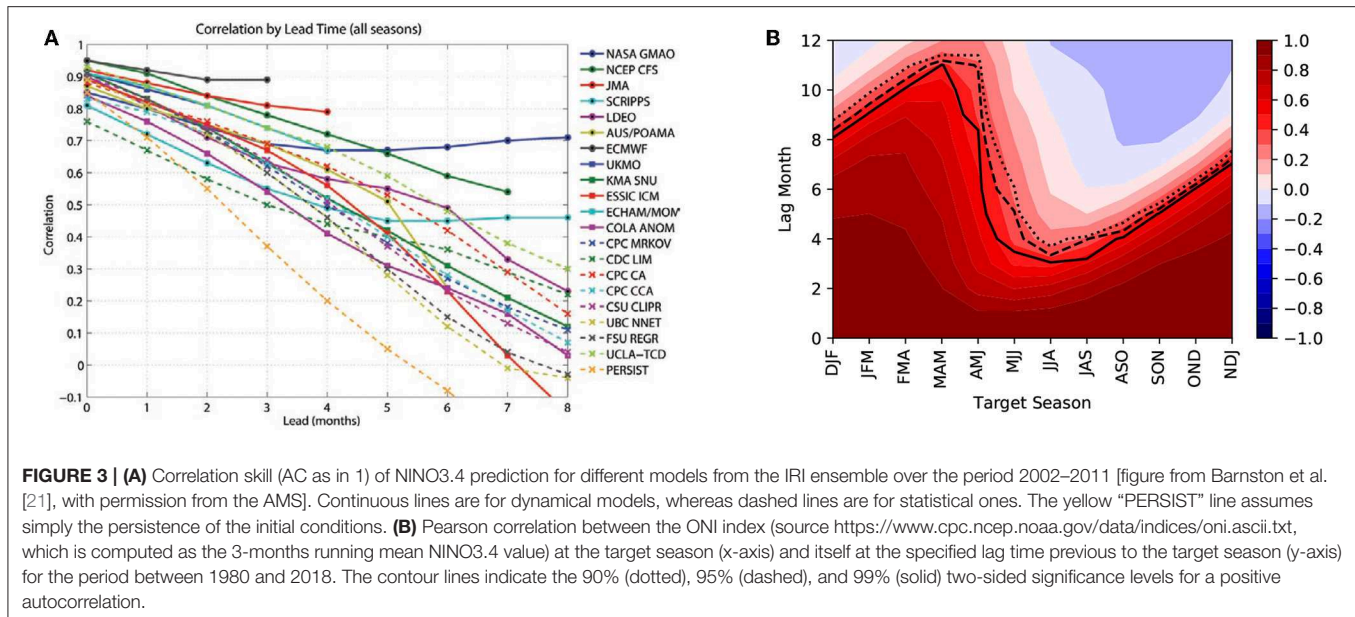 A
Correlation by Lead Time (all seasons)
Correlation
1
0.9
0.8
0.7
0.6
0.5
0.4
0.3
0.2
0.1
0
−0.1
0 1 2 3 4 5 6 7 8
Lead (months)
NASA GMAO
NCEP CFS
JMA
SCRIPPS
LDEO
AUS/POAMA
ECMWF
UKMO
KMA SNU
ESSIC ICM
ECHAM/MOM
COLA ANOM
CPC MRKOV
CDC LIM
CPC CA
CPC CCA
CSU CLIPR
UBC NNET
FSU REGR
UCLA−TCD
PERSIST
B
Lag Month
12
10
8
6
4
2
0
DJF JFM FMA MAM AMJ MJJ JJA JAS ASO SON OND NDJ
Target Season
1.0
0.8
0.6
0.4
0.2
0.0
−0.2
−0.4
−0.6
−0.8
−1.0
FIGURE 3 | (A) Correlation skill (AC as in 1) of NINO3.4 prediction for different models from the IRI ensemble over the period 2002–2011 [figure from Barnston et al.
[21], with permission from the AMS]. Continuous lines are for dynamical models, whereas dashed lines are for statistical ones. The yellow “PERSIST” line assumes
simply the persistence of the initial conditions. (B) Pearson correlation between the ONI index (source https://www.cpc.ncep.noaa.gov/data/indices/oni.ascii.txt,
which is computed as the 3-months running mean NINO3.4 value) at the target season (x-axis) and itself at the specified lag time previous to the target season (y-axis)
for the period between 1980 and 2018. The contour lines indicate the 90% (dotted), 95% (dashed), and 99% (solid) two-sided significance levels for a positive
autocorrelation.